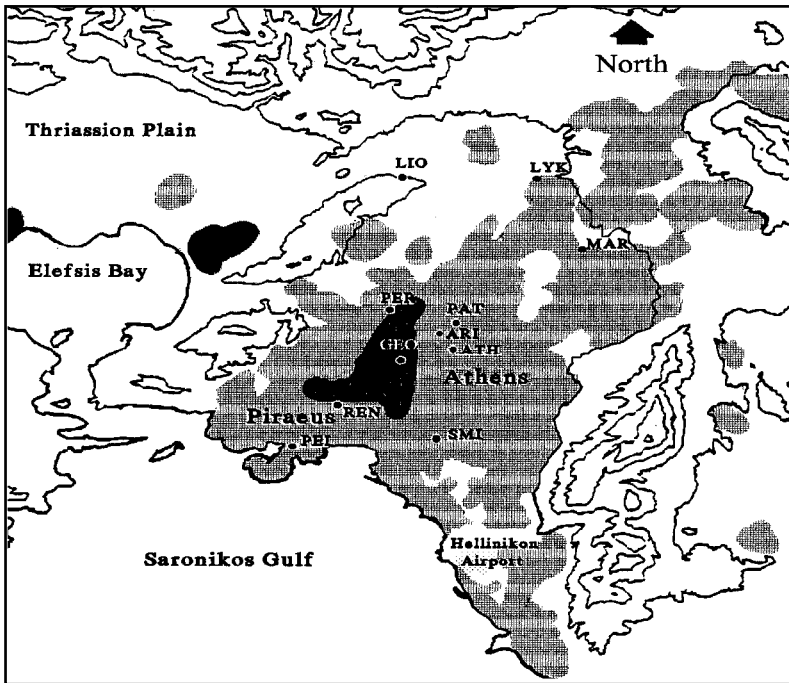 North
Thriassion Plain
LIO
LYK
MAR
Elefsis Bay
PER
PAT
ARI
GEO
ATH
Athens
Piraeus
REN
PEI
SMI
Hellinikon
Airport
Saronikos Gulf